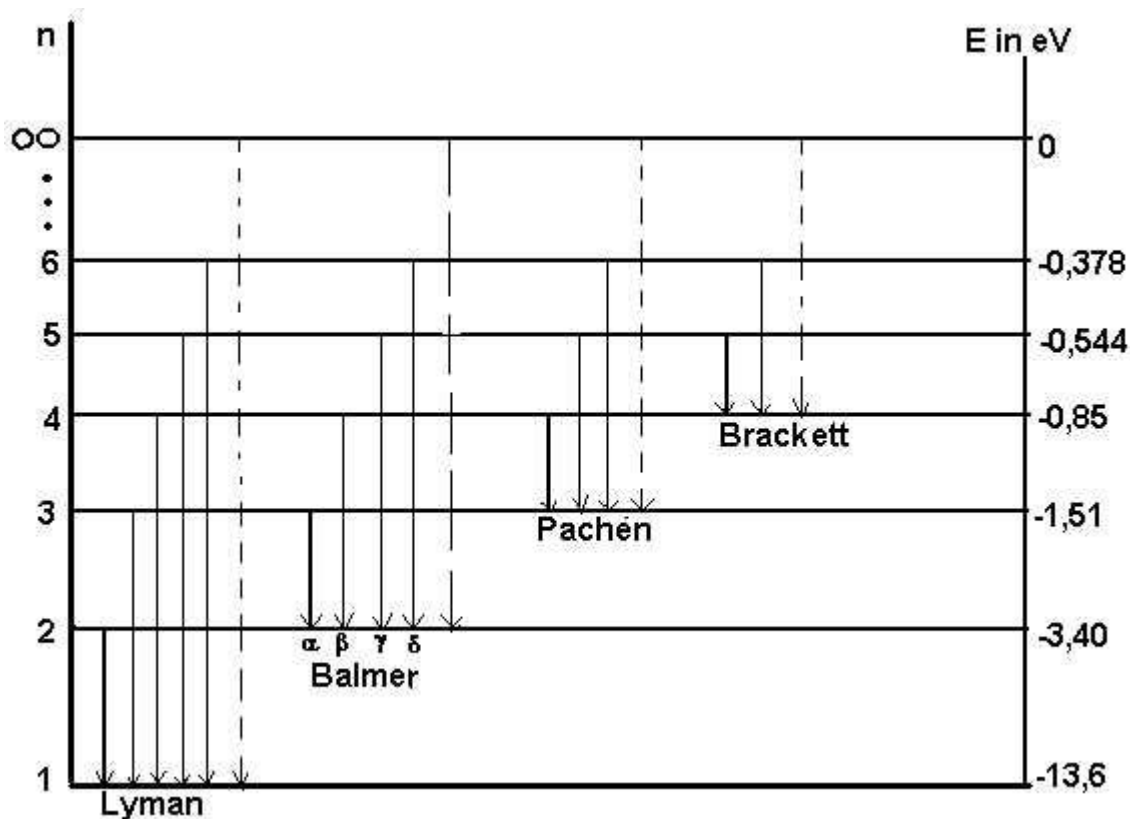 n E in eV
∞ 0
6 -0,378
5 -0,544
4 -0,85
Brackett
3 -1,51
Pachén
2 -3,40
α β γ δ
Balmer
1 -13,6
Lyman